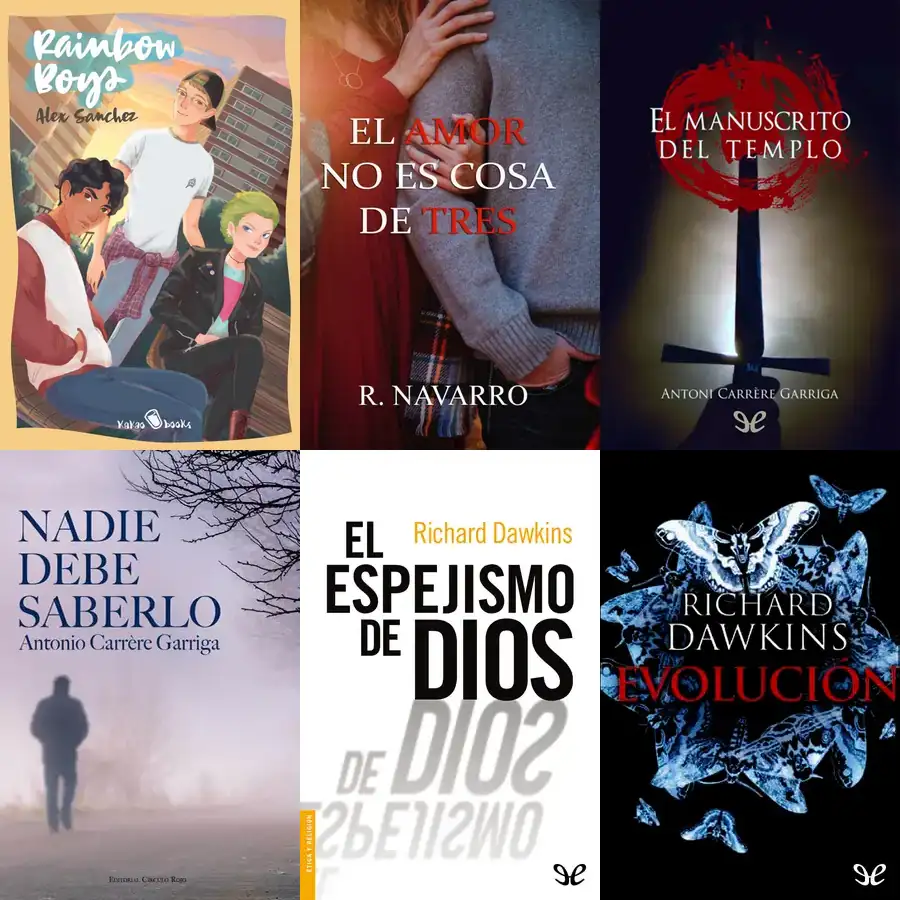 Rainbow
Boys
Alex Sanchez
Kakao books
EL AMOR
NO ES COSA
DE TRES
R. NAVARRO
EL MANUSCRITO
DEL TEMPLO
ANTONI CARRÈRE GARRIGA
NADIE
DEBE
SABERLO
Antonio Carrère Garriga
EDITORIAL CÍRCULO ROJO
Richard Dawkins
EL
ESPEJISMO
DE DIOS
DE DIOS
ESPEJISMO
ÉTICA Y RELIGIÓN
RICHARD
DAWKINS
EVOLUCIÓN